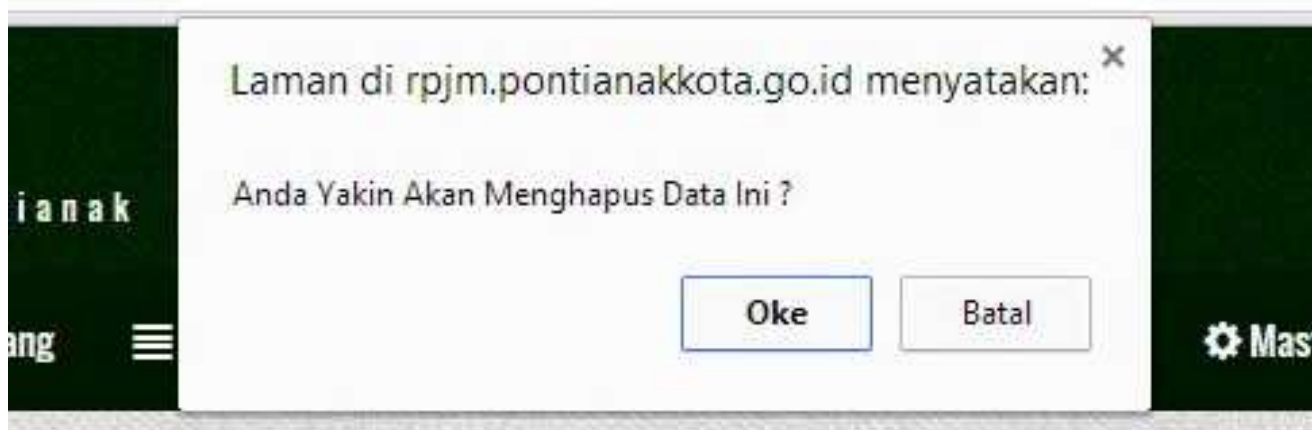 Laman di rpjm.pontianakkota.go.id menyatakan:
Anda Yakin Akan Menghapus Data Ini ?
ianak
Oke Batal
ang Mas